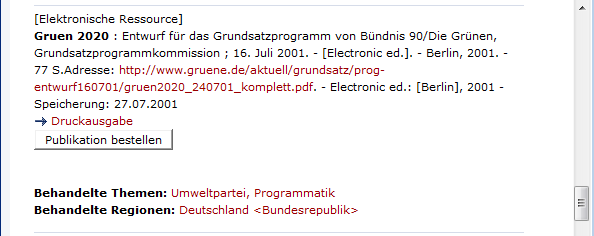 [Elektronische Ressource]
Gruen 2020 : Entwurf für das Grundsatzprogramm von Bündnis 90/Die Grünen,
Grundsatzprogrammkommission ; 16. Juli 2001. - [Electronic ed.]. - Berlin, 2001. -
77 S.Adresse: http://www.gruene.de/aktuell/grundsatz/prog-
entwurf160701/gruen2020_240701_komplett.pdf. - Electronic ed.: [Berlin], 2001 -
Speicherung: 27.07.2001
→ Druckausgabe
Publikation bestellen
Behandelte Themen: Umweltpartei, Programmatik
Behandelte Regionen: Deutschland <Bundesrepublik>